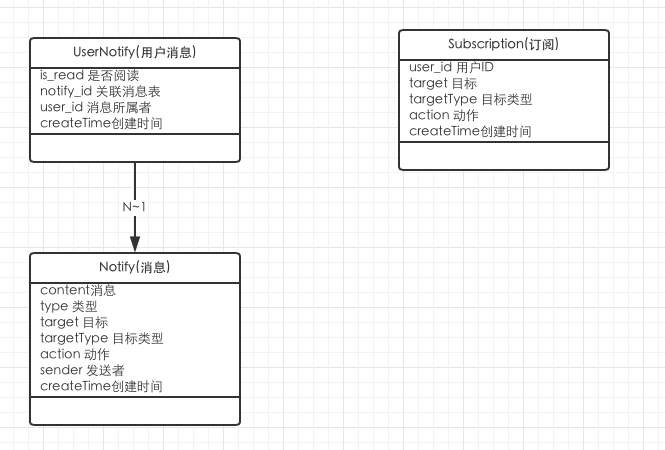 UserNotify(用户消息)
is_read 是否阅读
notify_id 关联消息表
user_id 消息所属者
createTime创建时间
N~1
Notify(消息)
content消息
type 类型
target 目标
targetType 目标类型
action 动作
sender 发送者
createTime创建时间
Subscription(订阅)
user_id 用户ID
target 目标
targetType 目标类型
action 动作
createTime创建时间